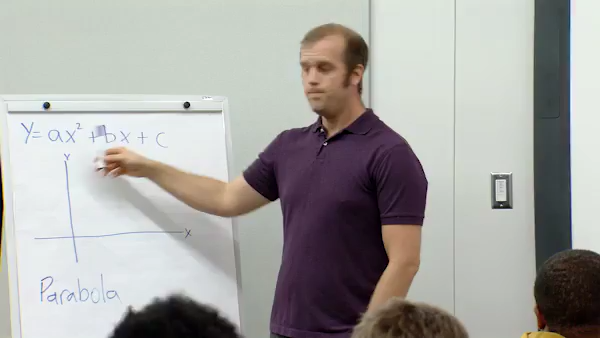 Y = ax² + bx + c
Y
X
Parabola